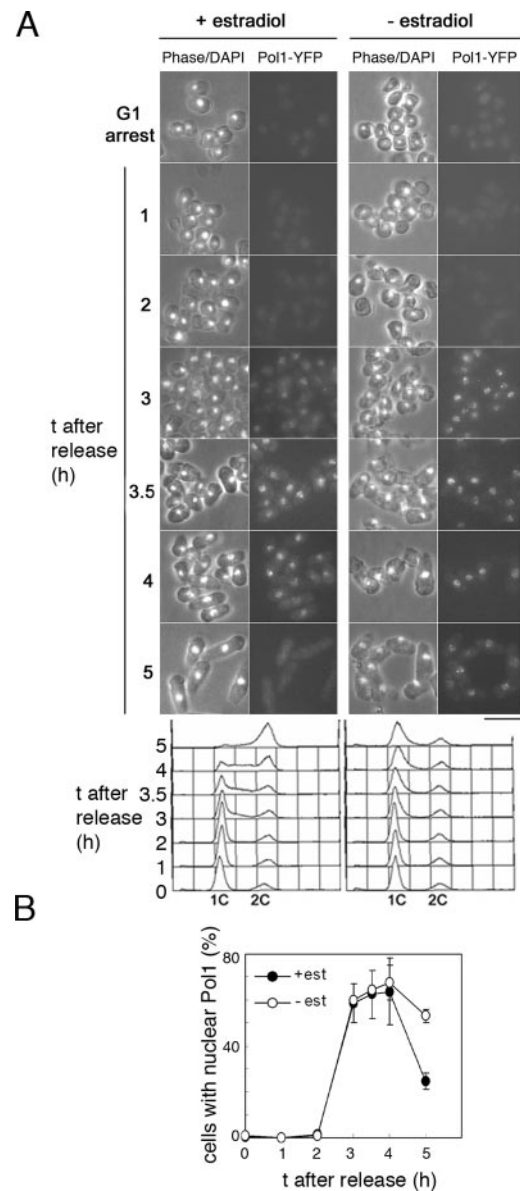 A
+ estradiol - estradiol
Phase/DAPI Pol1-YFP Phase/DAPI Pol1-YFP
G1
arrest
1
2
3
t after
release
(h)
3.5
4
5
5
4
t after 3.5
release 3
(h)
2
1
0
1C 2C 1C 2C
B
cells with nuclear Pol1 (%)
80
40
0
+est
- est
0 1 2 3 4 5
t after release (h)